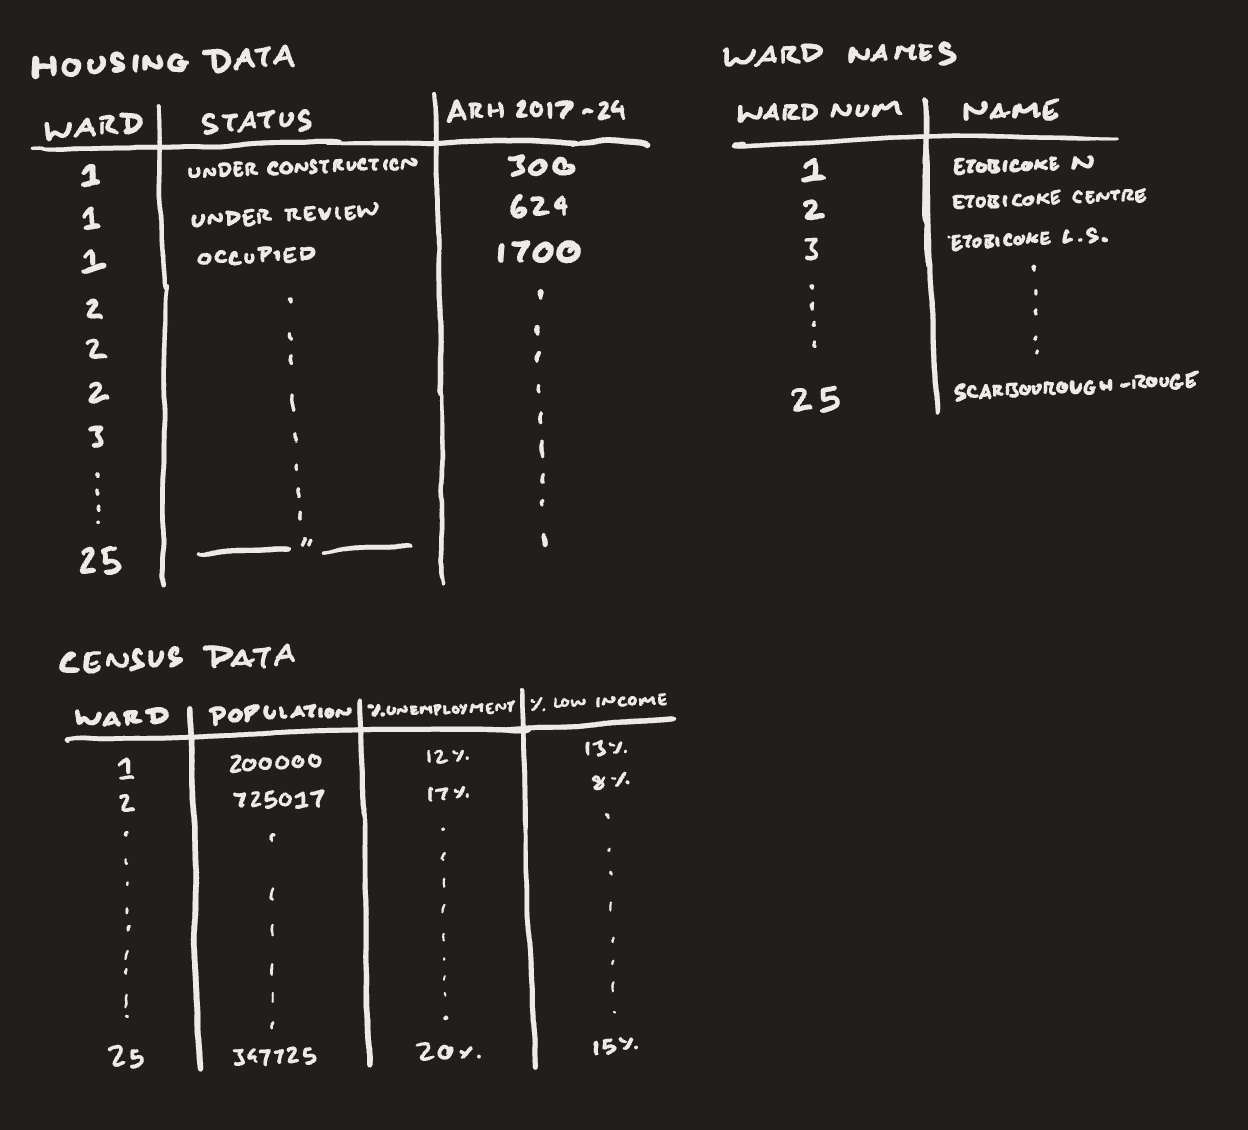 HOUSING DATA
WARD STATUS ARH 2017-24
1 UNDER CONSTRUCTION 300
1 UNDER REVIEW 624
1 OCCUPIED 1700
2
2
2
3
25 "
WARD NAMES
WARD NUM NAME
1 ETOBICOKE N
2 ETOBICOKE CENTRE
3 ETOBICOKE L.S.
25 SCARBOUROUGH-ROUGE
CENSUS DATA
WARD POPULATION %UNEMPLOYMENT % LOW INCOME
1 200000 12% 13%
2 725017 17% 8%
25 347725 20% 15%